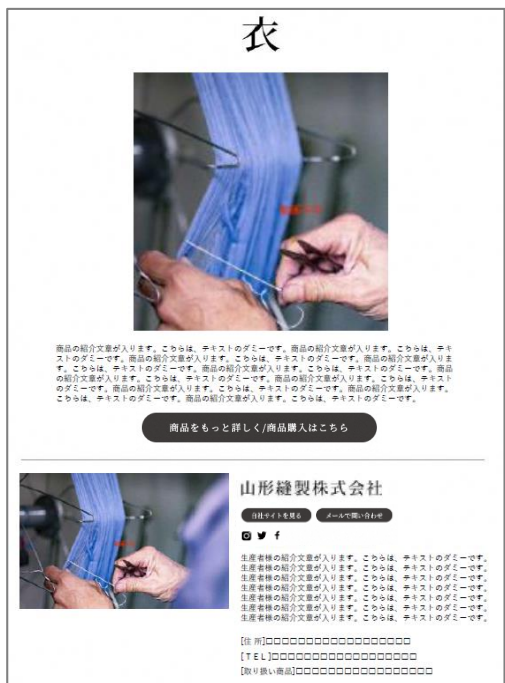 衣
商品の紹介文章が入ります。こちらは、テキストのダミーです。商品の紹介文章が入ります。こちらは、テキ
ストのダミーです。商品の紹介文章が入ります。こちらは、テキストのダミーです。商品の紹介文章が入りま
す。こちらは、テキストのダミーです。商品の紹介文章が入ります。こちらは、テキストのダミーです。商品
の紹介文章が入ります。こちらは、テキストのダミーです。商品の紹介文章が入ります。こちらは、テキスト
のダミーです。商品の紹介文章が入ります。こちらは、テキストのダミーです。商品の紹介文章が入ります。
こちらは、テキストのダミーです。商品の紹介文章が入ります。こちらは、テキストのダミーです。
商品をもっと詳しく/商品購入はこちら
山形縫製株式会社
自社サイトを見る メールで問い合わせ
生産者様の紹介文章が入ります。こちらは、テキストのダミーです。
生産者様の紹介文章が入ります。こちらは、テキストのダミーです。
生産者様の紹介文章が入ります。こちらは、テキストのダミーです。
生産者様の紹介文章が入ります。こちらは、テキストのダミーです。
生産者様の紹介文章が入ります。こちらは、テキストのダミーです。
生産者様の紹介文章が入ります。こちらは、テキストのダミーです。
生産者様の紹介文章が入ります。こちらは、テキストのダミーです。
[住 所]□□□□□□□□□□□□□□□□□□
[ＴＥＬ]□□□□□□□□□□□□□□□□□□
[取り扱い商品]□□□□□□□□□□□□□□□□□